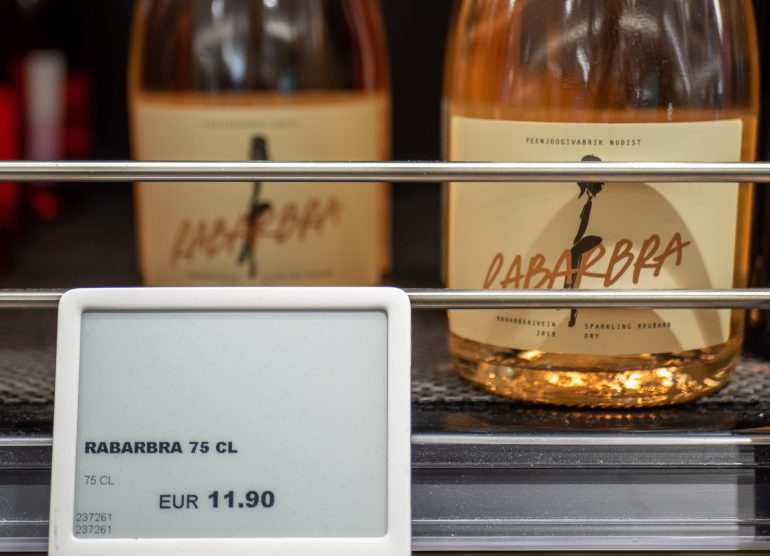 RABARBRA
PEENJOOGIVABRIK NUDIST
RABARBRA
RABARBERIVEIN
2018
SPARKLING RHUBARB
DRY
RABARBRA 75 CL
75 CL
EUR 11.90
237261
237261